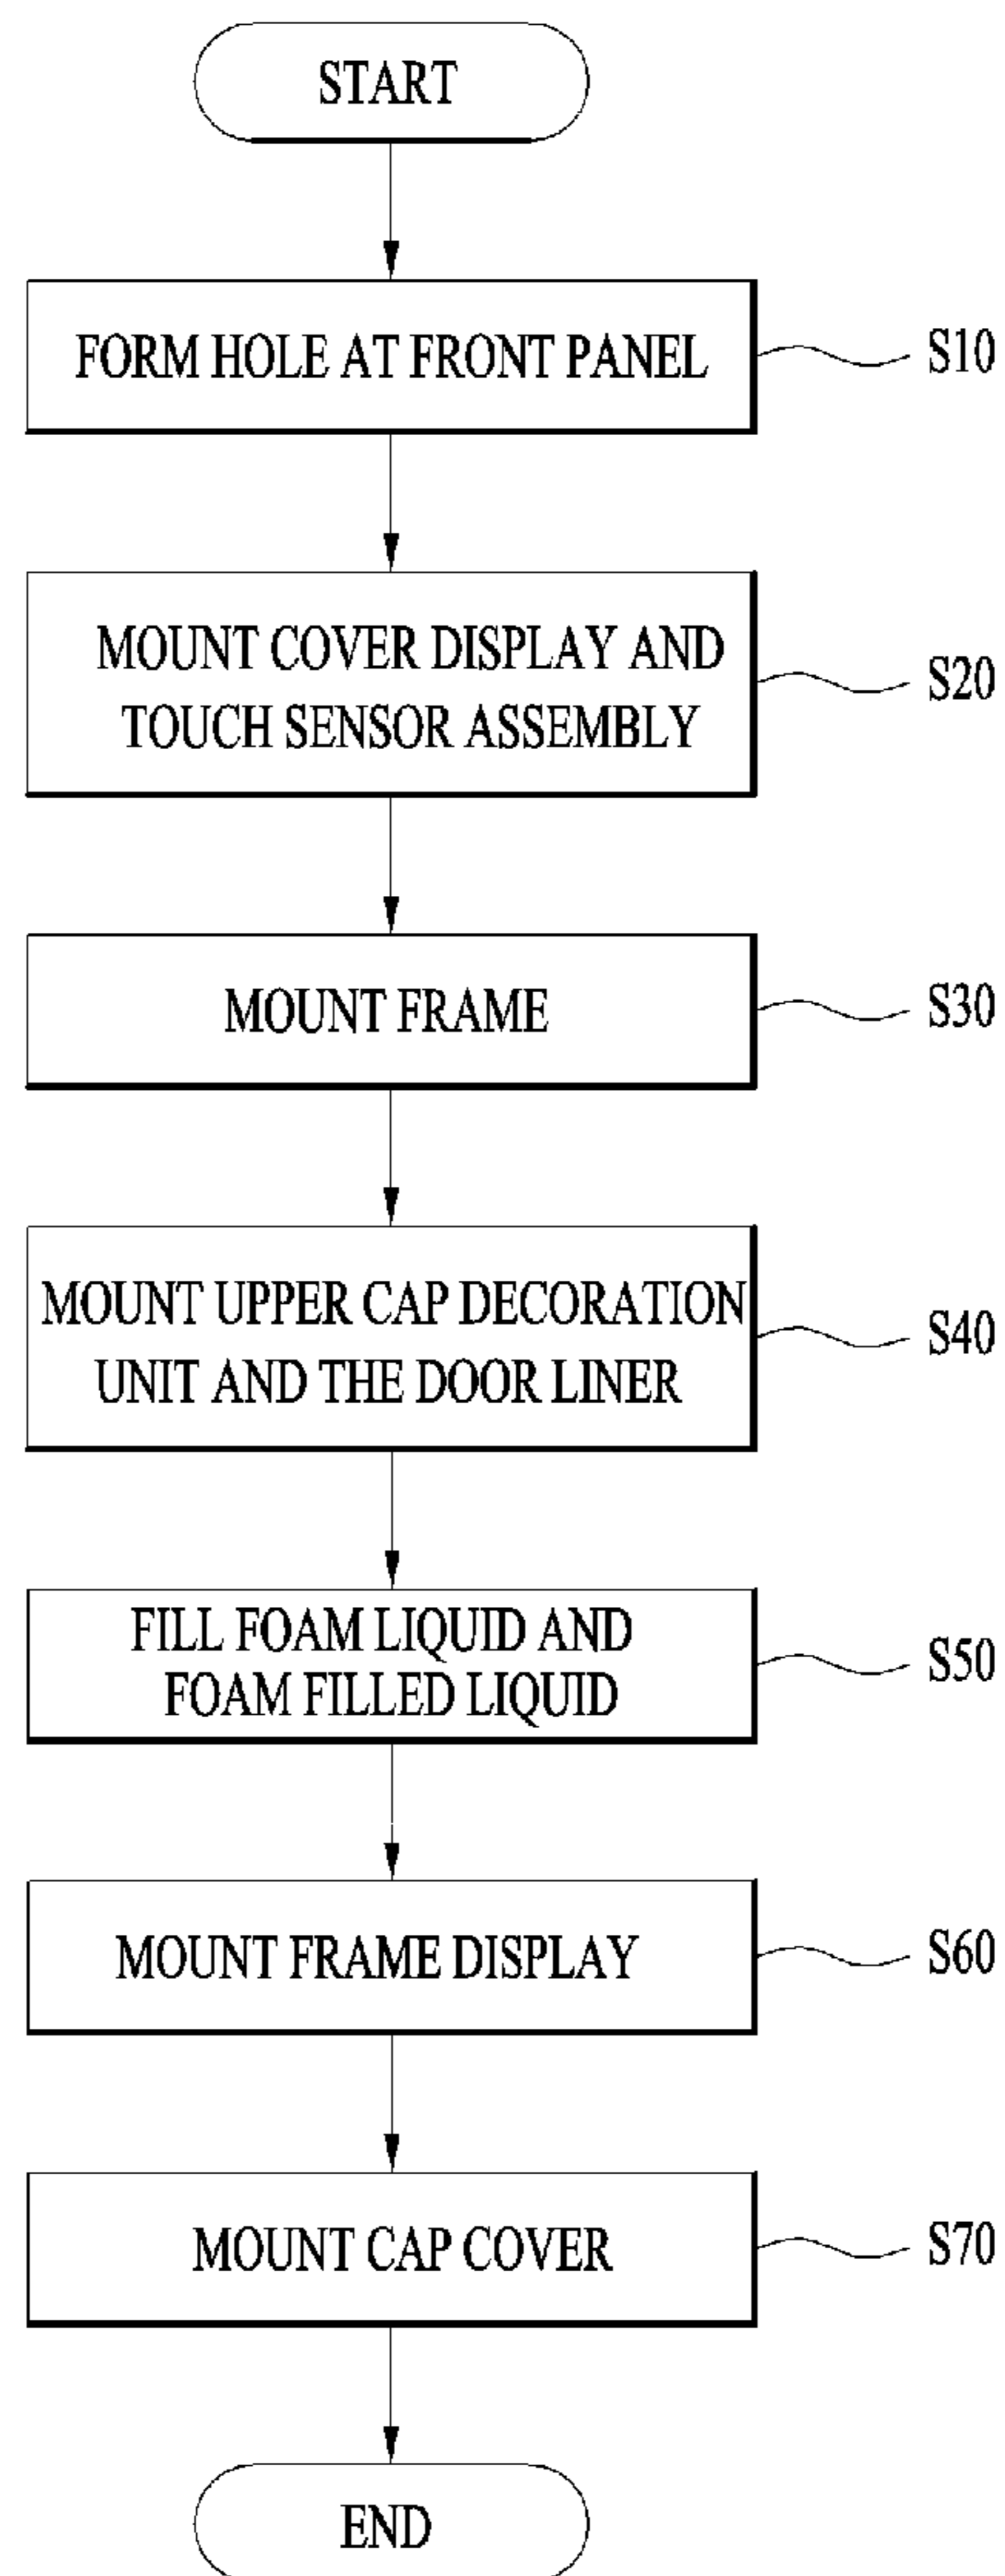 START
FORM HOLE AT FRONT PANEL
S10
MOUNT COVER DISPLAY AND
TOUCH SENSOR ASSEMBLY
S20
MOUNT FRAME
S30
MOUNT UPPER CAP DECORATION
UNIT AND THE DOOR LINER
S40
FILL FOAM LIQUID AND
FOAM FILLED LIQUID
S50
MOUNT FRAME DISPLAY
S60
MOUNT CAP COVER
S70
END